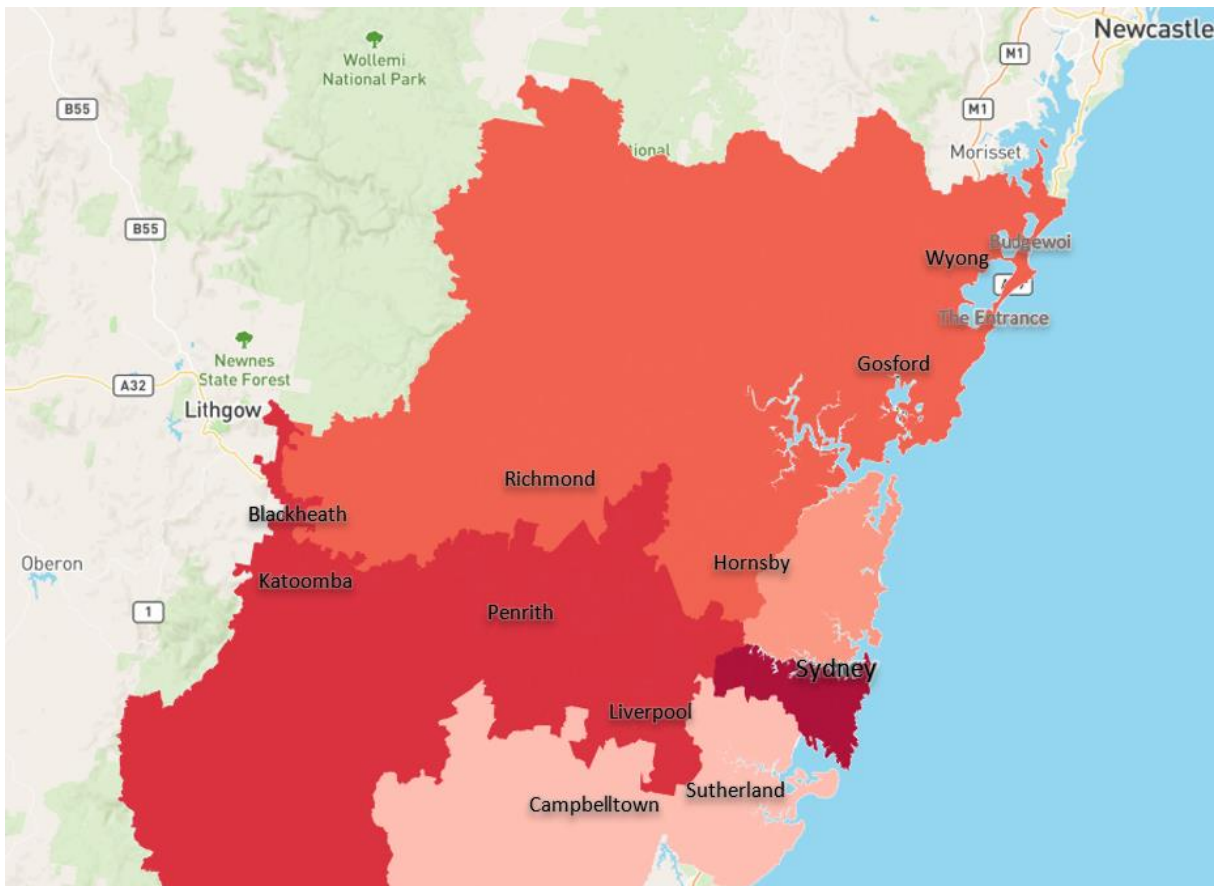 Newcastle
Wollemi
National Park
M1
B55
M1
tional
Morisset
B55
Budgewoi
Wyong
The Entrance
Newnes
State Forest
Gosford
A32
Lithgow
Richmond
Blackheath
Oberon
Hornsby
Katoomba
1
Penrith
Sydney
Liverpool
Sutherland
Campbelltown